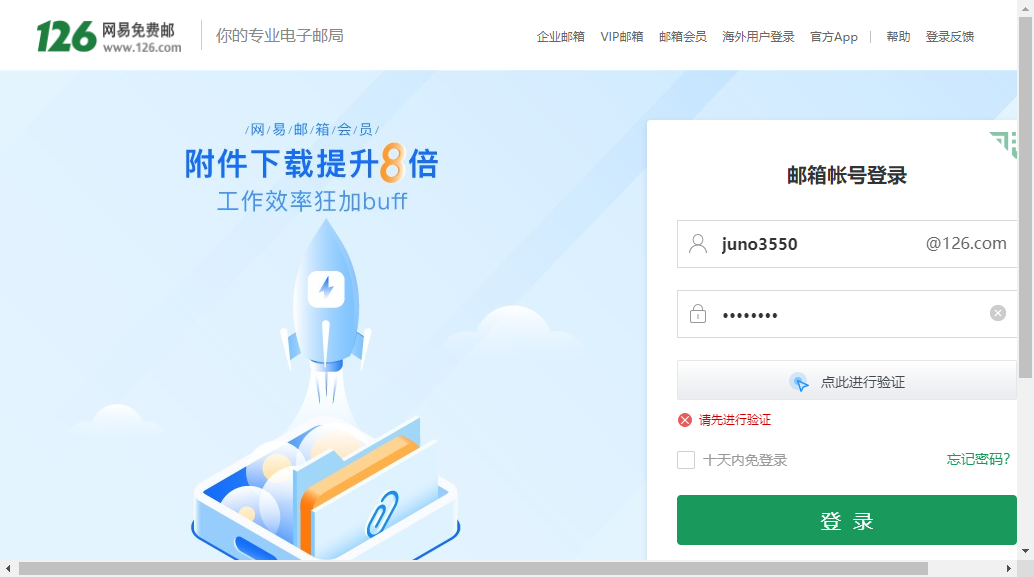 126 网易免费邮
www.126.com
你的专业电子邮局
企业邮箱 VIP邮箱 邮箱会员 海外用户登录 官方App | 帮助 登录反馈
/网/易/邮/箱/会/员/
附件下载提升8倍
工作效率狂加buff
邮箱帐号登录
juno3550 @126.com
••••••••
点此进行验证
请先进行验证
十天内免登录 忘记密码?
登 录